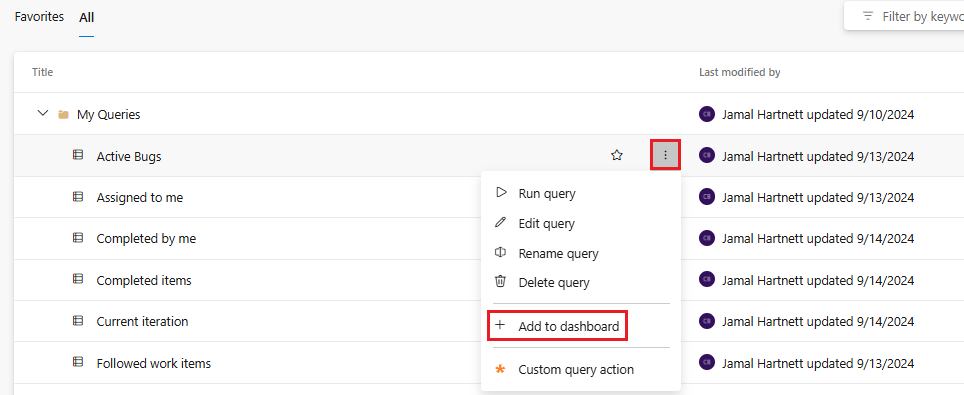 Favorites All
Filter by keywo
Title Last modified by
My Queries Jamal Hartnett updated 9/10/2024
Active Bugs Jamal Hartnett updated 9/13/2024
Run query
Assigned to me Jamal Hartnett updated 9/13/2024
Edit query
Completed by me Jamal Hartnett updated 9/14/2024
Rename query
Completed items Jamal Hartnett updated 9/14/2024
Delete query
Current iteration Jamal Hartnett updated 9/14/2024
Add to dashboard
Followed work items Jamal Hartnett updated 9/13/2024
Custom query action